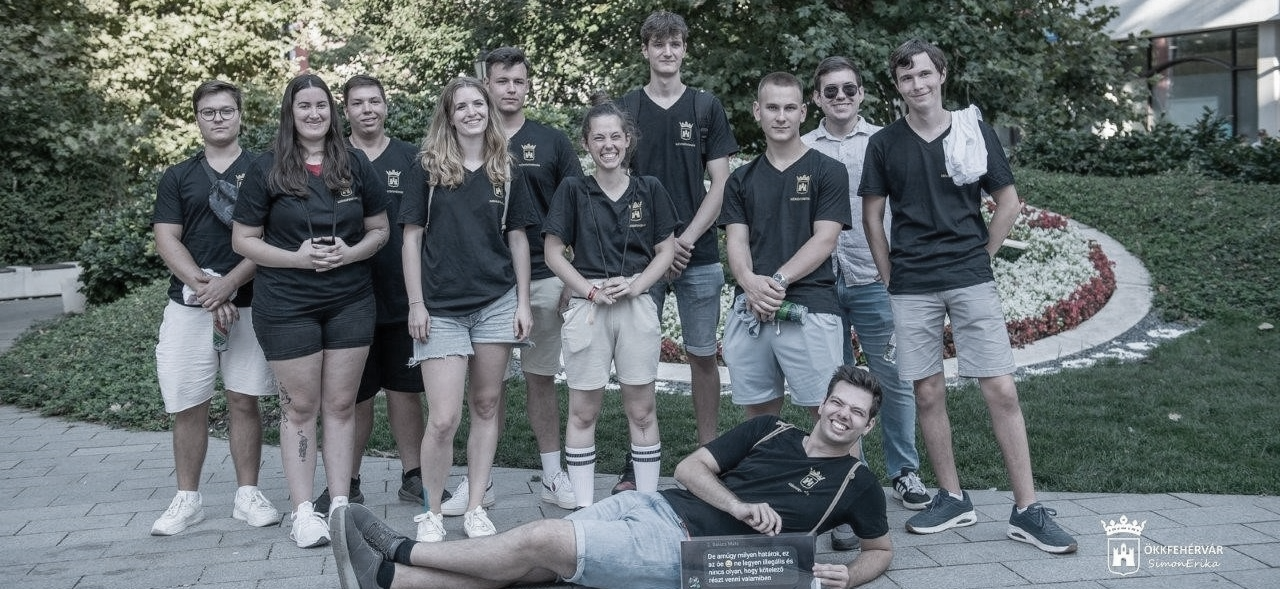 De amúgy milyen határok, ez
az öe 😄 ne legyen illegális és
nincs olyan, hogy kötelező
részt venni valamiben
ÖKKFEHÉRVÁR
SimonErika